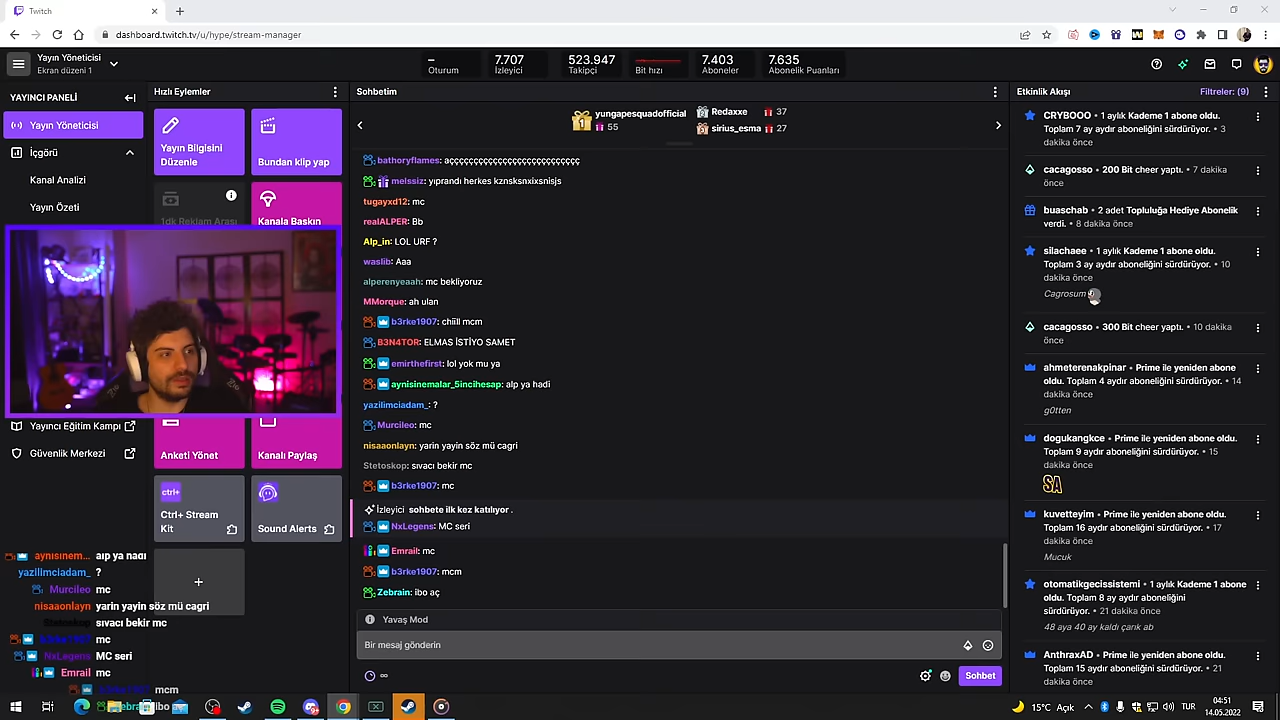 Twitch
dashboard.twitch.tv/u/hype/stream-manager
Yayın Yöneticisi
Ekran düzeni 1
–
Oturum
7.707
İzleyici
523.947
Takipçi
Bit hızı
7.403
Aboneler
7.635
Abonelik Puanları
YAYINCI PANELİ
Yayın Yöneticisi
İçgörü
Kanal Analizi
Yayın Özeti
Yayıncı Eğitim Kampı
Güvenlik Merkezi
Hızlı Eylemler
Yayın Bilgisini
Düzenle
Bundan klip yap
1dk Reklam Arası
Kanala Baskın
Anketi Yönet
Kanalı Paylaş
ctrl+
Ctrl+ Stream
Kit
Sound Alerts
+
aynısınem... alp ya hadi
yazilimciadam_ ?
Murcileo mc
nisaaonlayn yarin yayin söz mü cagri
Stetoskop sıvacı bekir mc
b3rke1907 mc
NxLegens MC seri
Emrail mc
mcm
Sohbetim
1
yungapesquadofficial
55
Redaxxe 37
sirius_esma 27
bathoryflames: aççççççççççççççççççççççççççç
melssiz: yıprandı herkes kznsksnxixsnisjs
tugayxd12: mc
realALPER: Bb
Alp_in: LOL URF ?
waslib: Aaa
alperenyeaah: mc bekliyoruz
MMorque: ah ulan
b3rke1907: chiill mcm
B3N4TOR: ELMAS İSTİYO SAMET
emirthefirst: lol yok mu ya
aynisinemalar_5incihesap: alp ya hadi
yazilimciadam_: ?
Murcileo: mc
nisaaonlayn: yarin yayin söz mü cagri
Stetoskop: sıvacı bekir mc
b3rke1907: mc
İzleyici sohbete ilk kez katılıyor .
NxLegens: MC seri
Emrail: mc
b3rke1907: mcm
Zebrain: ibo aç
Yavaş Mod
Bir mesaj gönderin
∞
Sohbet
Etkinlik Akışı
Filtreler: (9)
CRYBOOO • 1 aylık Kademe 1 abone oldu.
Toplam 7 ay aydır aboneliğini sürdürüyor. • 3
dakika önce
cacagosso • 200 Bit cheer yaptı. • 7 dakika
önce
buaschab • 2 adet Topluluğa Hediye Abonelik
verdi. • 8 dakika önce
silachaee • 1 aylık Kademe 1 abone oldu.
Toplam 3 ay aydır aboneliğini sürdürüyor. • 10
dakika önce
Cagrosum
cacagosso • 300 Bit cheer yaptı. • 10 dakika
önce
ahmeterenakpinar • Prime ile yeniden abone
oldu. Toplam 4 aydır aboneliğini sürdürüyor. • 14
dakika önce
g0tten
dogukangkce • Prime ile yeniden abone oldu.
Toplam 9 aydır aboneliğini sürdürüyor. • 15
dakika önce
SA
kuvetteyim • Prime ile yeniden abone oldu.
Toplam 16 aydır aboneliğini sürdürüyor. • 17
dakika önce
Mucuk
otomatikgecissistemi • 1 aylık Kademe 1 abone
oldu. Toplam 8 ay aydır aboneliğini
sürdürüyor. • 21 dakika önce
48 aya 40 ay kaldı çarık ab
AnthraxAD • Prime ile yeniden abone oldu.
Toplam 15 aydır aboneliğini sürdürüyor. • 21
dakika önce
15°C Açık
TUR
04:51
14.05.2022